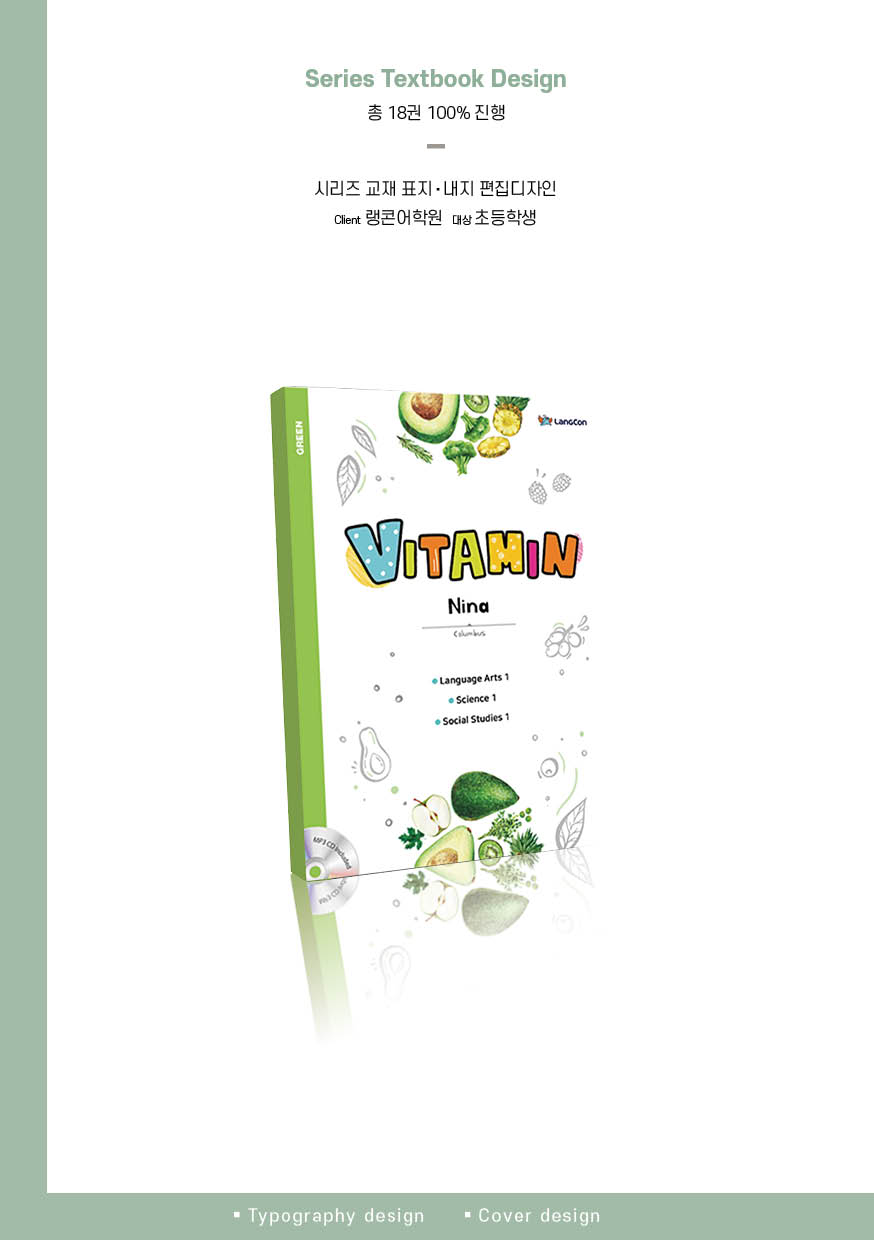 Series Textbook Design
총 18권 100% 진행
시리즈 교재 표지·내지 편집디자인
Client 랭콘어학원 대상 초등학생
GREEN
LangCon
VITAMIN
Nina
Columbus
Language Arts 1
Science 1
Social Studies 1
MP3 CD Included
▪ Typography design ▪ Cover design